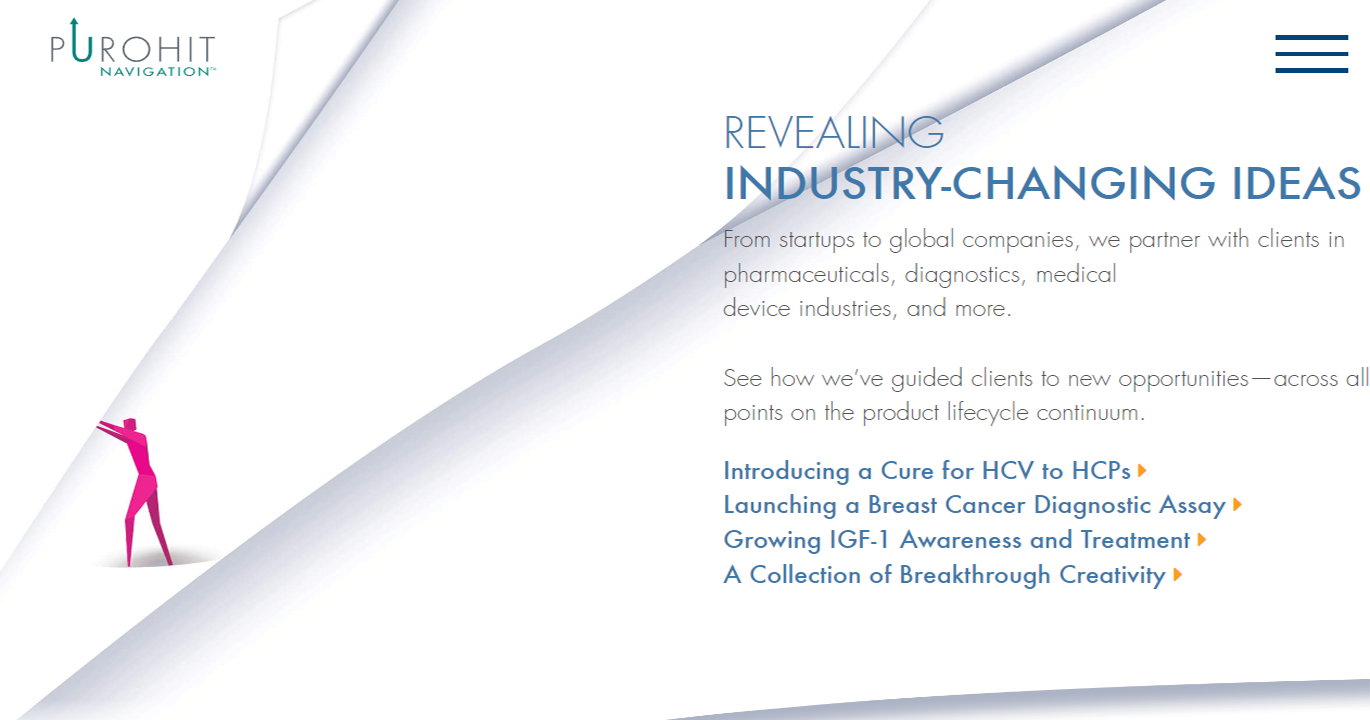 PUROHIT
NAVIGATION™
REVEALING
INDUSTRY-CHANGING IDEAS
From startups to global companies, we partner with clients in
pharmaceuticals, diagnostics, medical
device industries, and more.
See how we’ve guided clients to new opportunities—across all
points on the product lifecycle continuum.
Introducing a Cure for HCV to HCPs
Launching a Breast Cancer Diagnostic Assay
Growing IGF-1 Awareness and Treatment
A Collection of Breakthrough Creativity